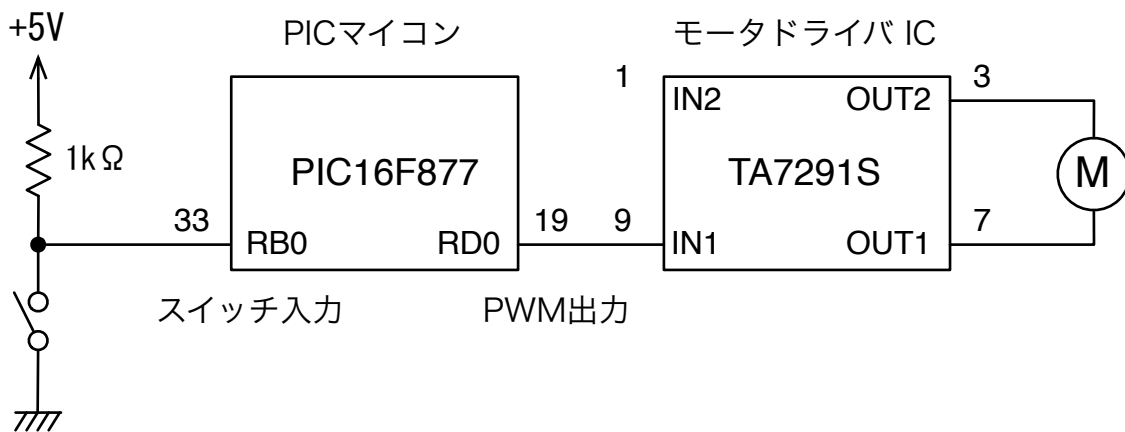 +5V
PICマイコン
モータドライバ IC
1
3
IN2
OUT2
1kΩ
PIC16F877
TA7291S
M
33
19
9
7
RB0
RD0
IN1
OUT1
スイッチ入力
PWM出力